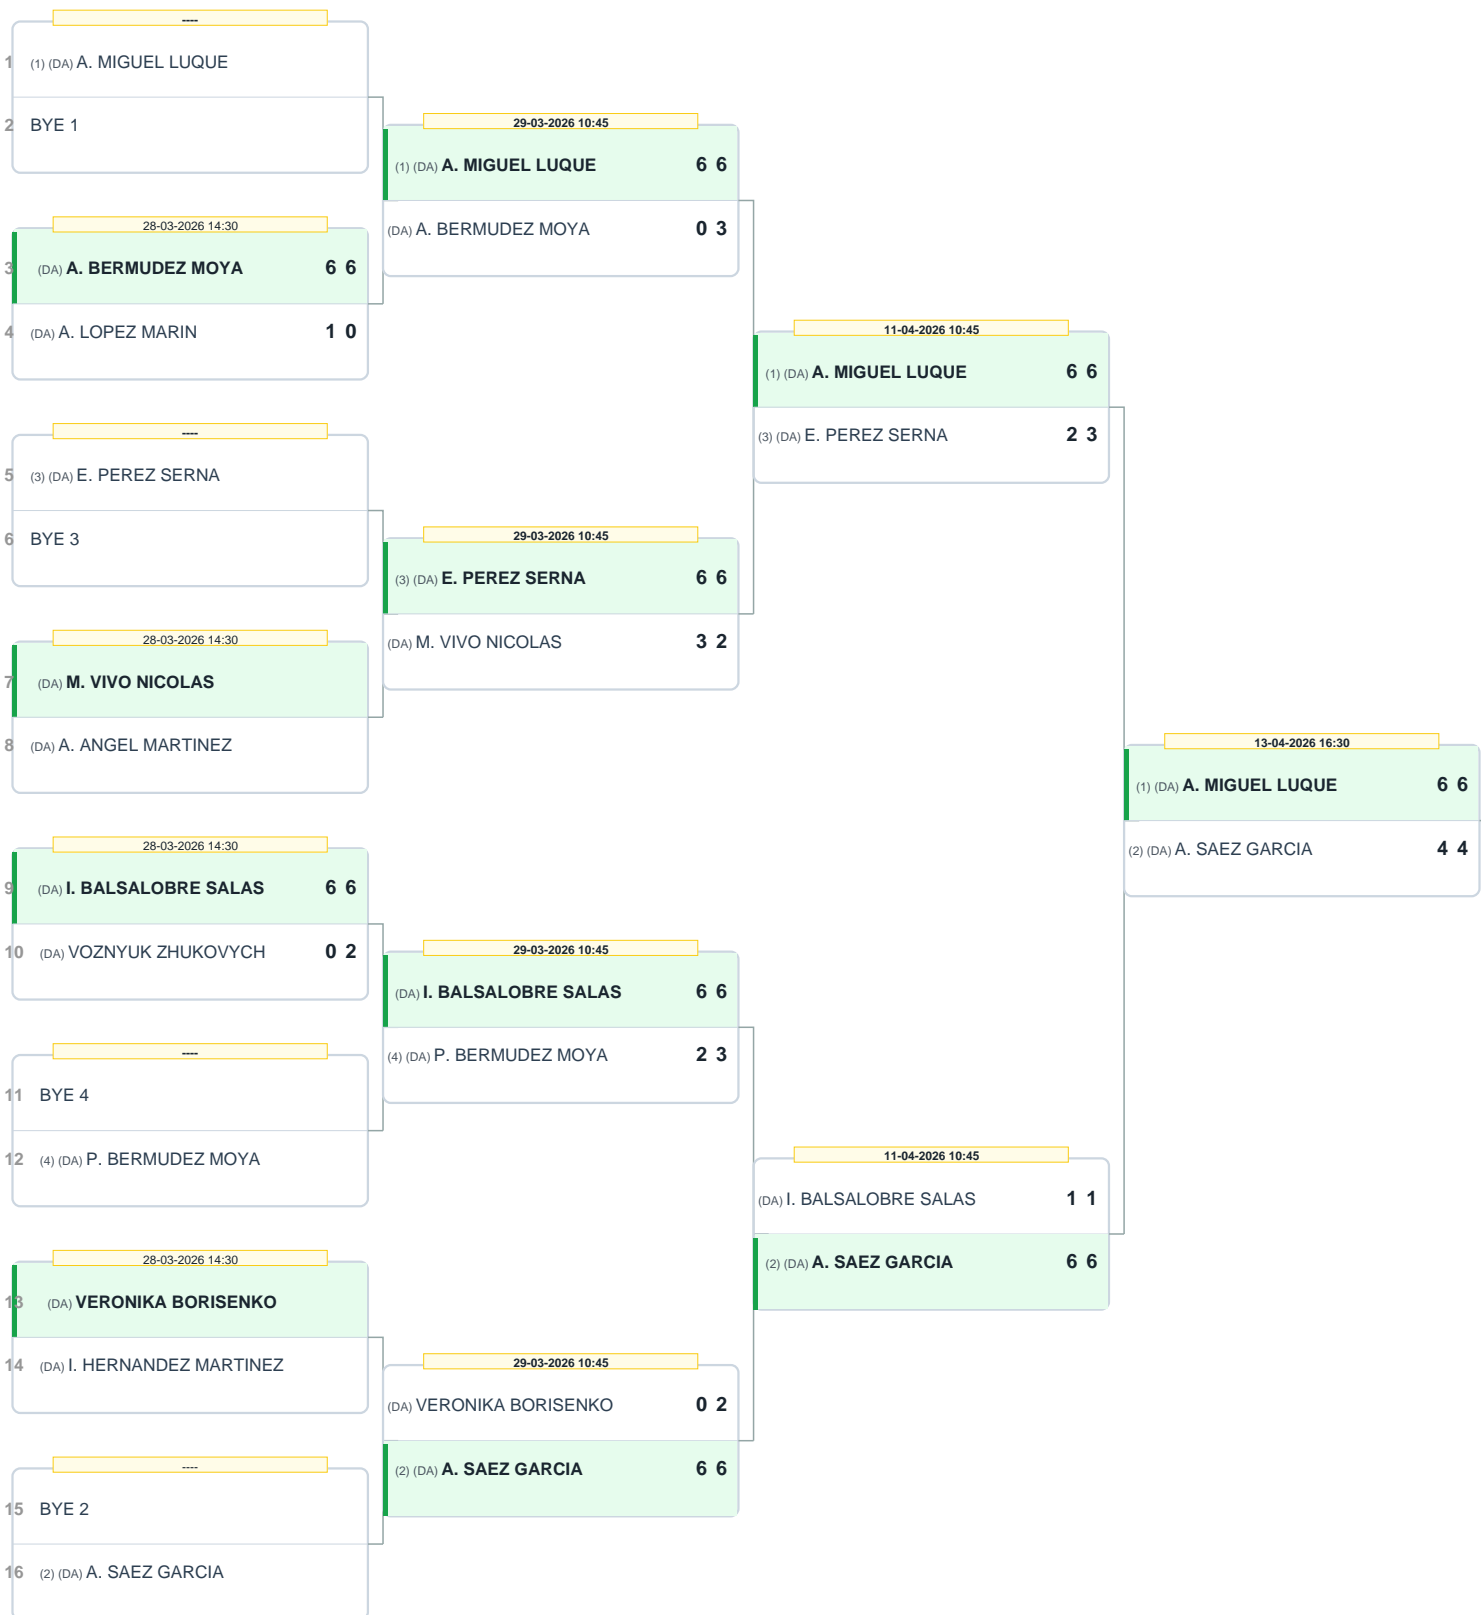 ----
1 (1) (DA) A. MIGUEL LUQUE
2 BYE 1
28-03-2026 14:30
3 (DA) A. BERMUDEZ MOYA 6 6
4 (DA) A. LOPEZ MARIN 1 0
----
5 (3) (DA) E. PEREZ SERNA
6 BYE 3
28-03-2026 14:30
7 (DA) M. VIVO NICOLAS
8 (DA) A. ANGEL MARTINEZ
28-03-2026 14:30
9 (DA) I. BALSALOBRE SALAS 6 6
10 (DA) VOZNYUK ZHUKOVYCH 0 2
----
11 BYE 4
12 (4) (DA) P. BERMUDEZ MOYA
28-03-2026 14:30
13 (DA) VERONIKA BORISENKO
14 (DA) I. HERNANDEZ MARTINEZ
----
15 BYE 2
16 (2) (DA) A. SAEZ GARCIA
29-03-2026 10:45
(1) (DA) A. MIGUEL LUQUE 6 6
(DA) A. BERMUDEZ MOYA 0 3
29-03-2026 10:45
(3) (DA) E. PEREZ SERNA 6 6
(DA) M. VIVO NICOLAS 3 2
29-03-2026 10:45
(DA) I. BALSALOBRE SALAS 6 6
(4) (DA) P. BERMUDEZ MOYA 2 3
29-03-2026 10:45
(DA) VERONIKA BORISENKO 0 2
(2) (DA) A. SAEZ GARCIA 6 6
11-04-2026 10:45
(1) (DA) A. MIGUEL LUQUE 6 6
(3) (DA) E. PEREZ SERNA 2 3
11-04-2026 10:45
(DA) I. BALSALOBRE SALAS 1 1
(2) (DA) A. SAEZ GARCIA 6 6
13-04-2026 16:30
(1) (DA) A. MIGUEL LUQUE 6 6
(2) (DA) A. SAEZ GARCIA 4 4